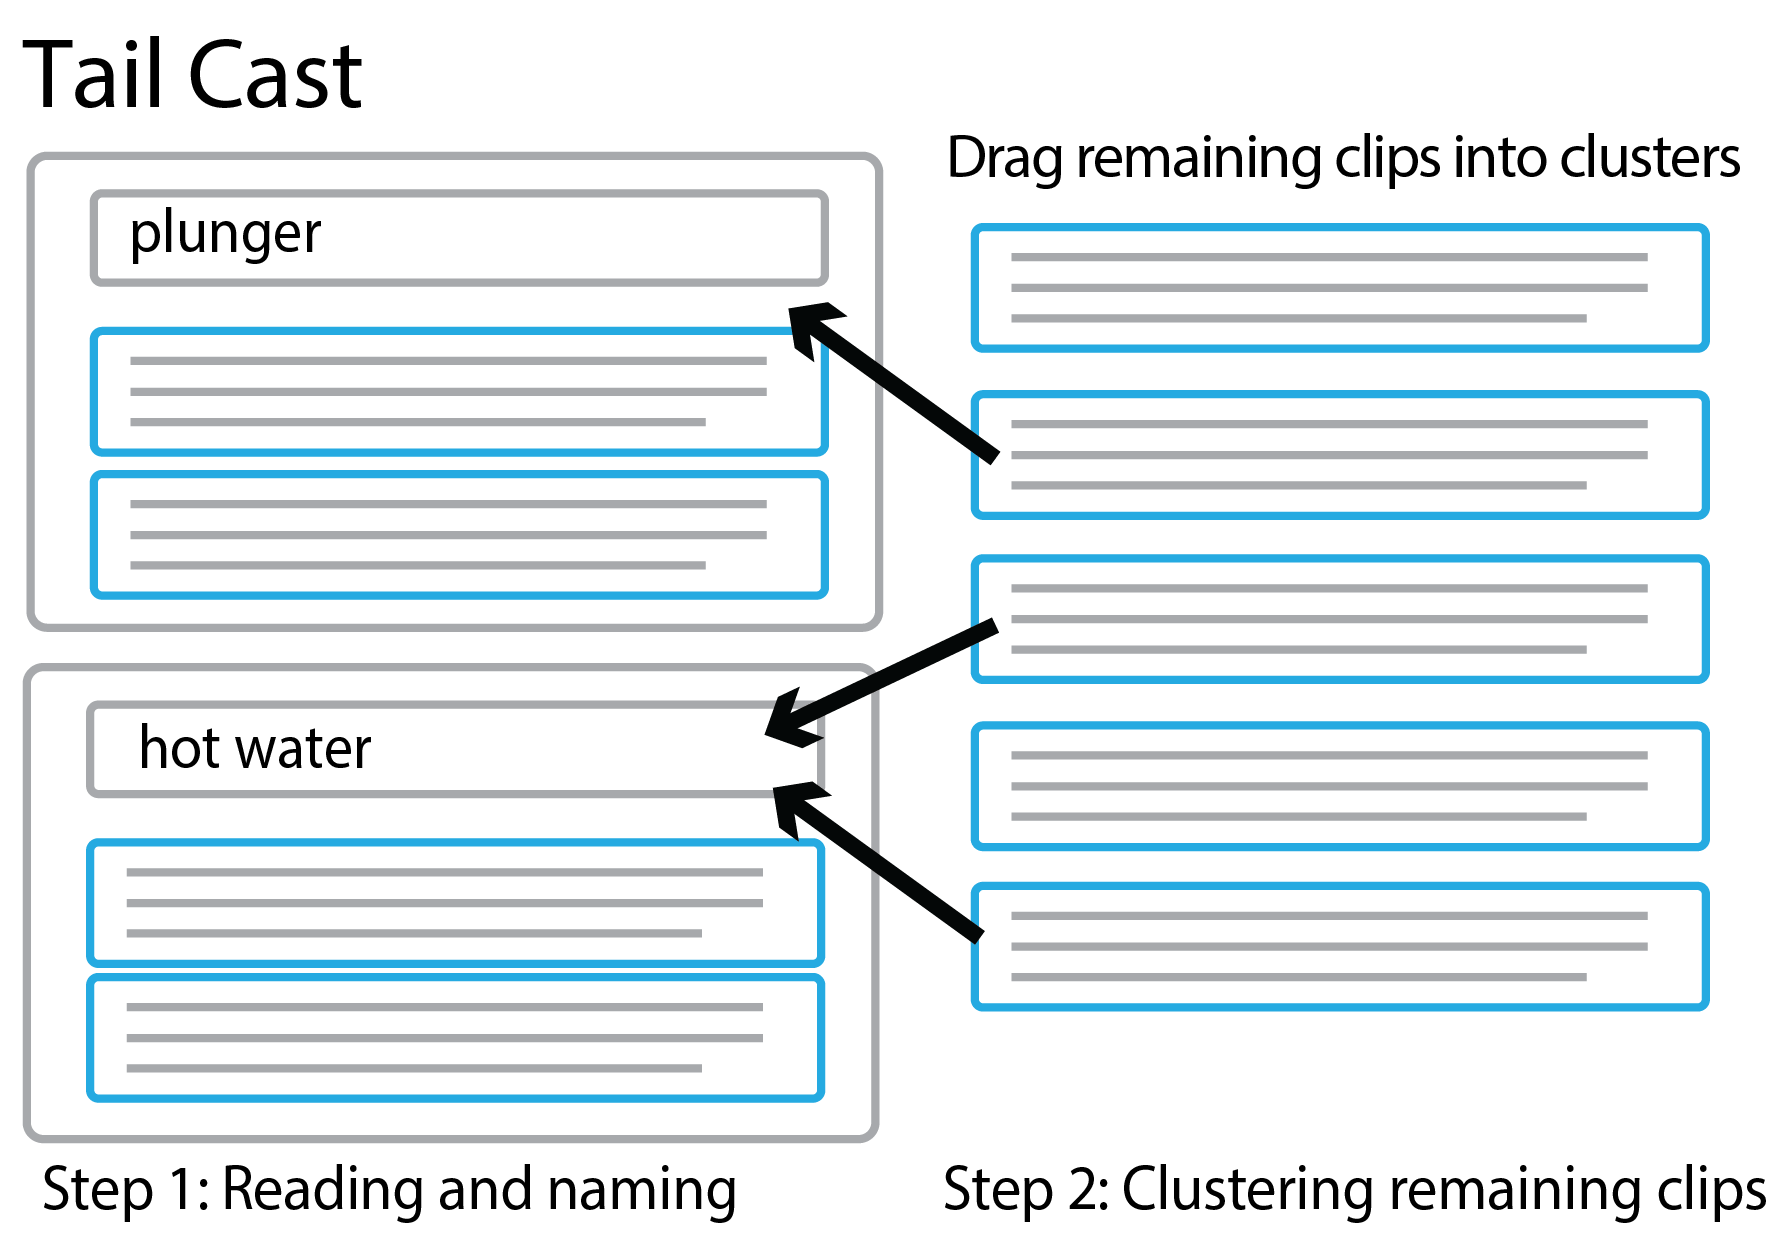 Tail Cast
plunger
hot water
Step 1: Reading and naming
Drag remaining clips into clusters
Step 2: Clustering remaining clips